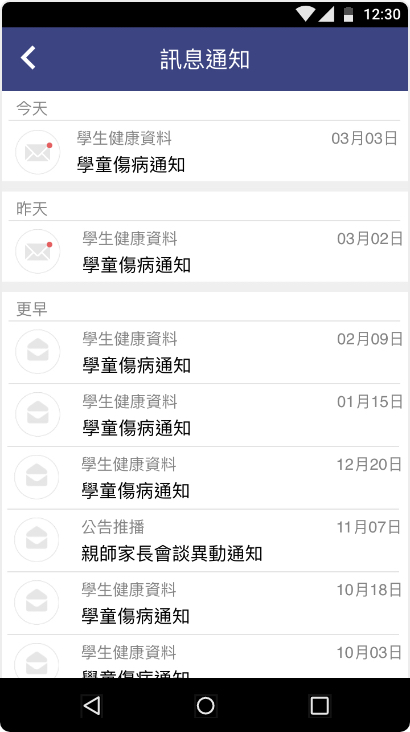 12:30
訊息通知
今天
學生健康資料 03月03日
學童傷病通知
昨天
學生健康資料 03月02日
學童傷病通知
更早
學生健康資料 02月09日
學童傷病通知
學生健康資料 01月15日
學童傷病通知
學生健康資料 12月20日
學童傷病通知
公告推播 11月07日
親師家長會談異動通知
學生健康資料 10月18日
學童傷病通知
學生健康資料 10月03日
學童傷病通知